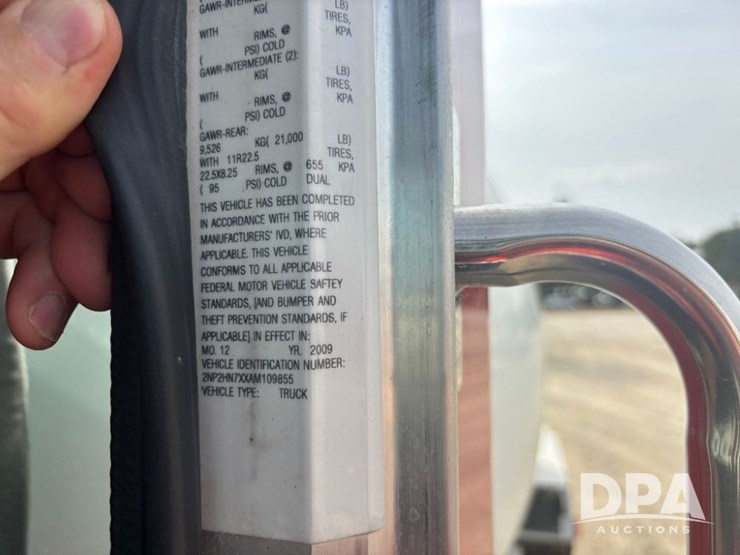 GAWR-INTERMEDIATE
KG( LB)
WITH RIMS, @ TIRES,
( PSI) COLD KPA
GAWR-INTERMEDIATE (2):
KG( LB)
WITH RIMS, @ TIRES,
( PSI) COLD KPA
GAWR-REAR:
9,526 KG( 21,000 LB)
WITH 11R22.5 TIRES,
22.5X8.25 RIMS, @ 655 KPA
( 95 PSI) COLD DUAL
THIS VEHICLE HAS BEEN COMPLETED
IN ACCORDANCE WITH THE PRIOR
MANUFACTURERS' IVD, WHERE
APPLICABLE. THIS VEHICLE
CONFORMS TO ALL APPLICABLE
FEDERAL MOTOR VEHICLE SAFTEY
STANDARDS, [AND BUMPER AND
THEFT PREVENTION STANDARDS, IF
APPLICABLE] IN EFFECT IN:
MO. 12 YR. 2009
VEHICLE IDENTIFICATION NUMBER:
2NP2HN7XXAM109855
VEHICLE TYPE: TRUCK
DPA
AUCTIONS